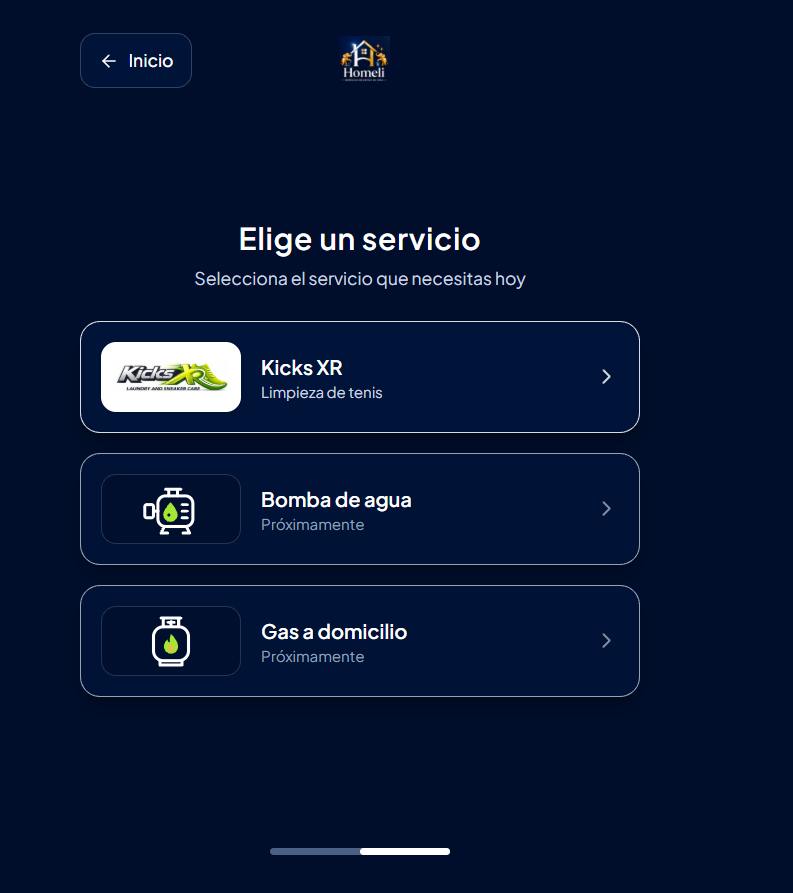 Inicio
Homeli
Elige un servicio
Selecciona el servicio que necesitas hoy
Kicks XR
LAUNDRY AND SNEAKER CARE
Kicks XR
Limpieza de tenis
Bomba de agua
Próximamente
Gas a domicilio
Próximamente